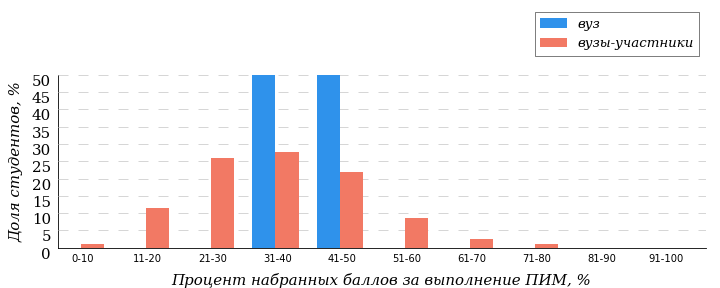 вуз
вузы-участники
Доля студентов, %
50
45
40
35
30
25
20
15
10
5
0
0-10 11-20 21-30 31-40 41-50 51-60 61-70 71-80 81-90 91-100
Процент набранных баллов за выполнение ПИМ, %